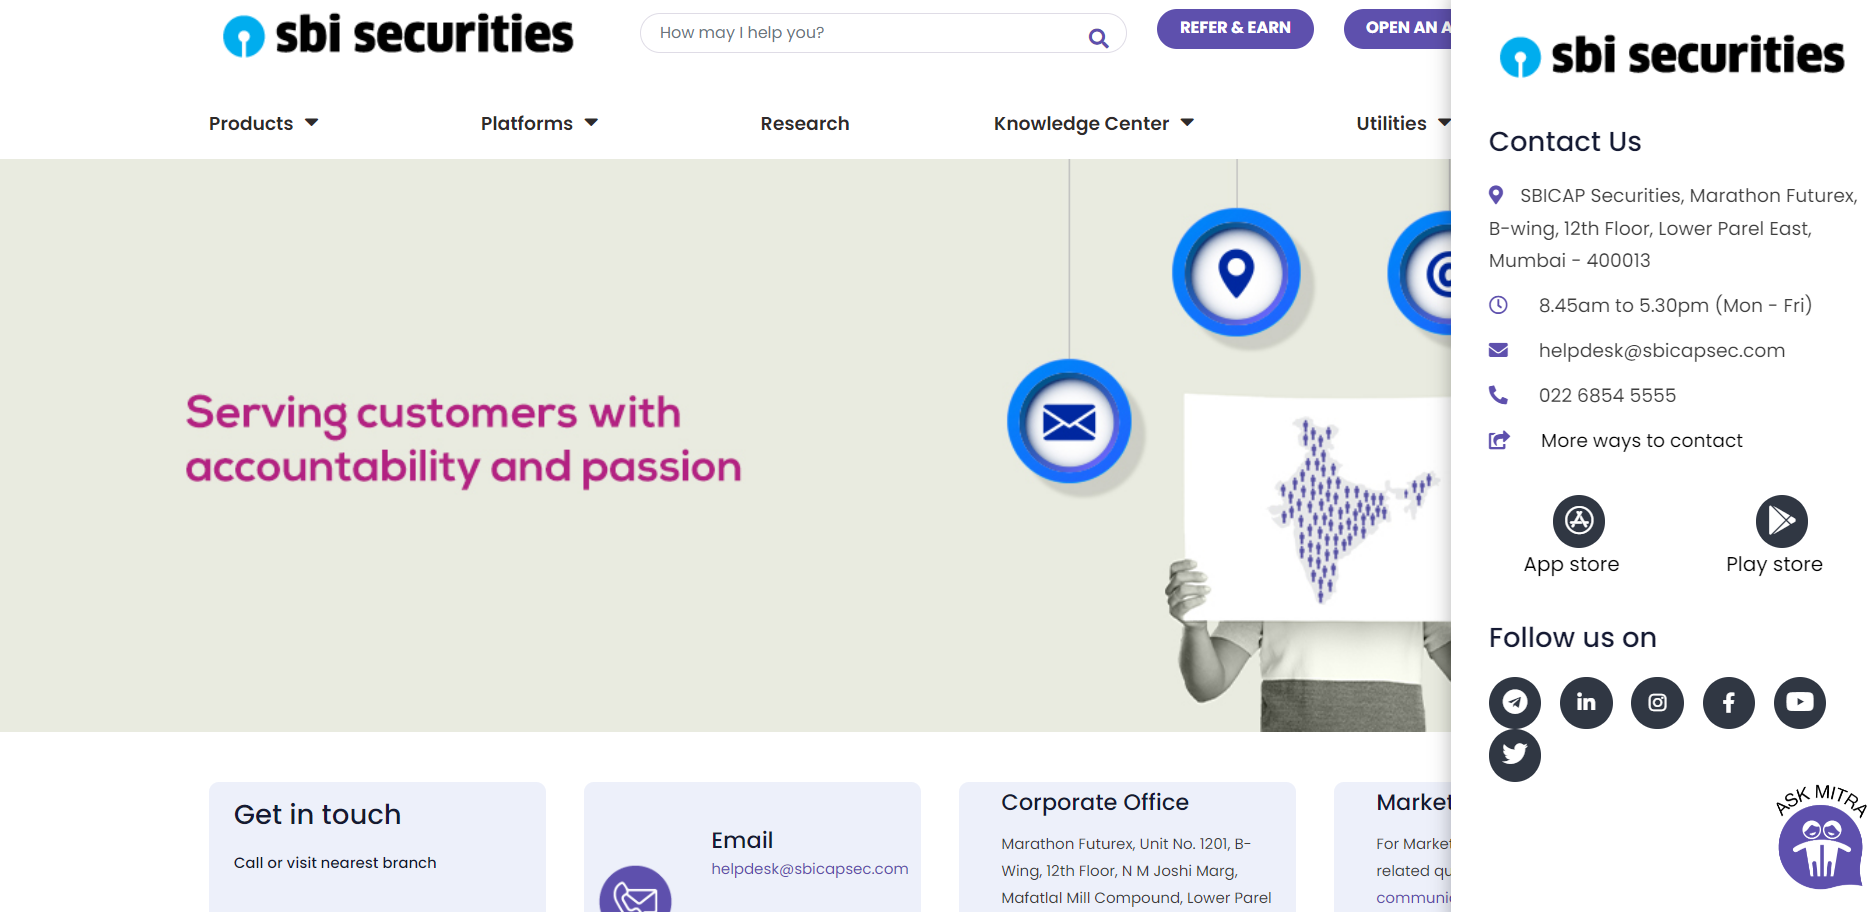 sbi securities
How may I help you?
REFER & EARN
OPEN AN A
Products
Platforms
Research
Knowledge Center
Utilities
Serving customers with
accountability and passion
Get in touch
Call or visit nearest branch
Email
helpdesk@sbicapsec.com
Corporate Office
Marathon Futurex, Unit No. 1201, B-
Wing, 12th Floor, N M Joshi Marg,
Mafatlal Mill Compound, Lower Parel
Market
For Market
related qu
communi
sbi securities
Contact Us
SBICAP Securities, Marathon Futurex,
B-wing, 12th Floor, Lower Parel East,
Mumbai - 400013
8.45am to 5.30pm (Mon - Fri)
helpdesk@sbicapsec.com
022 6854 5555
More ways to contact
App store
Play store
Follow us on
ASK MITRA